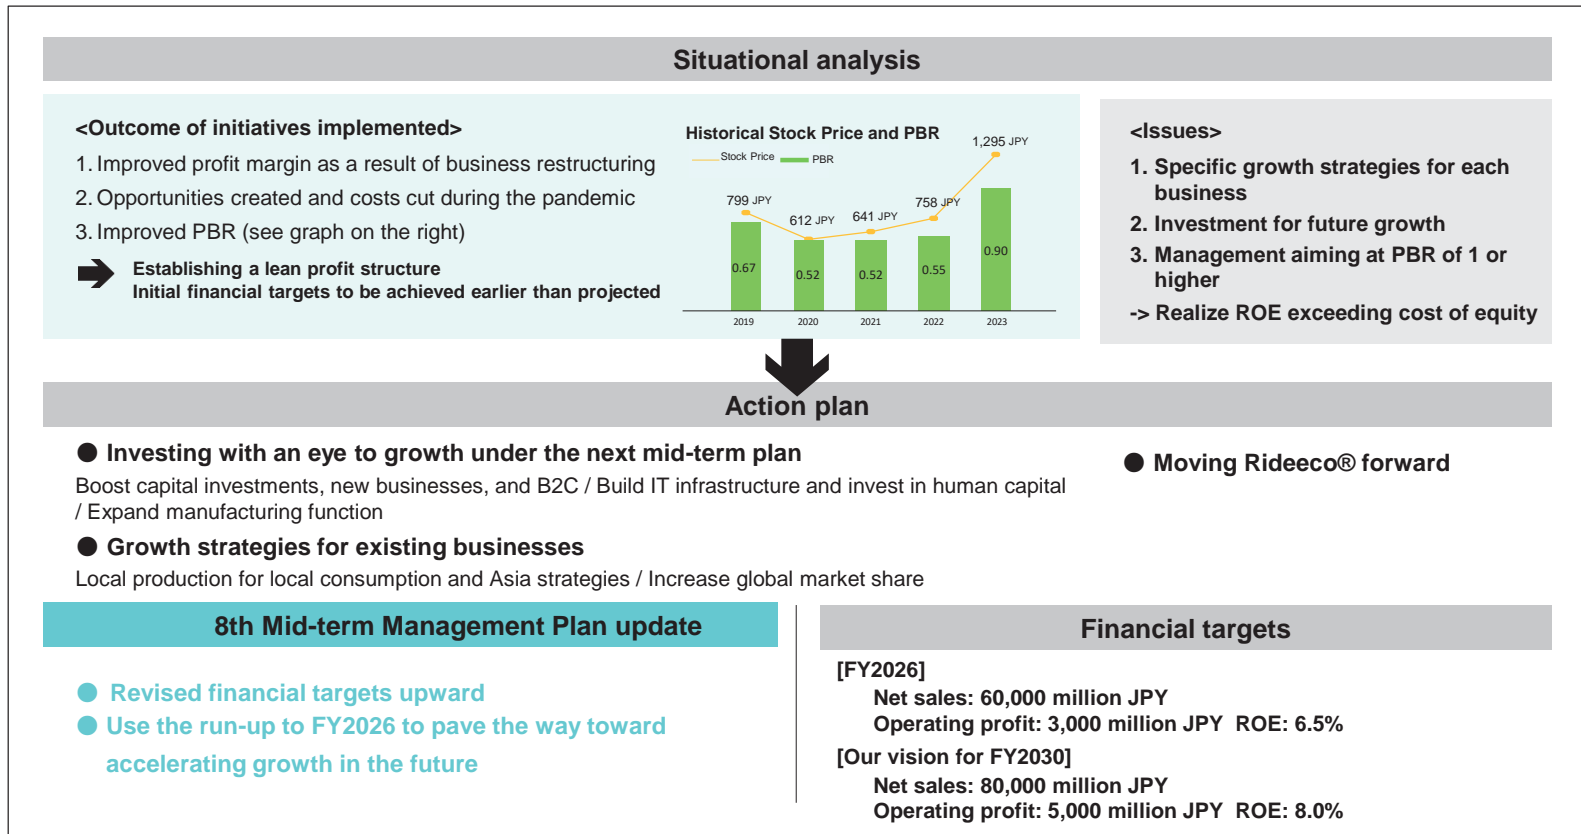 Situational analysis
<Outcome of initiatives implemented>
1. Improved profit margin as a result of business restructuring
2. Opportunities created and costs cut during the pandemic
3. Improved PBR (see graph on the right)
Establishing a lean profit structure
Initial financial targets to be achieved earlier than projected
Historical Stock Price and PBR
Stock Price PBR
1,295 JPY
799 JPY
612 JPY
641 JPY
758 JPY
0.67
0.52
0.52
0.55
0.90
2019 2020 2021 2022 2023
<Issues>
1. Specific growth strategies for each
business
2. Investment for future growth
3. Management aiming at PBR of 1 or
higher
-> Realize ROE exceeding cost of equity
Action plan
● Investing with an eye to growth under the next mid-term plan
Boost capital investments, new businesses, and B2C / Build IT infrastructure and invest in human capital
/ Expand manufacturing function
● Growth strategies for existing businesses
Local production for local consumption and Asia strategies / Increase global market share
● Moving Rideeco® forward
8th Mid-term Management Plan update
● Revised financial targets upward
● Use the run-up to FY2026 to pave the way toward
accelerating growth in the future
Financial targets
[FY2026]
Net sales: 60,000 million JPY
Operating profit: 3,000 million JPY ROE: 6.5%
[Our vision for FY2030]
Net sales: 80,000 million JPY
Operating profit: 5,000 million JPY ROE: 8.0%